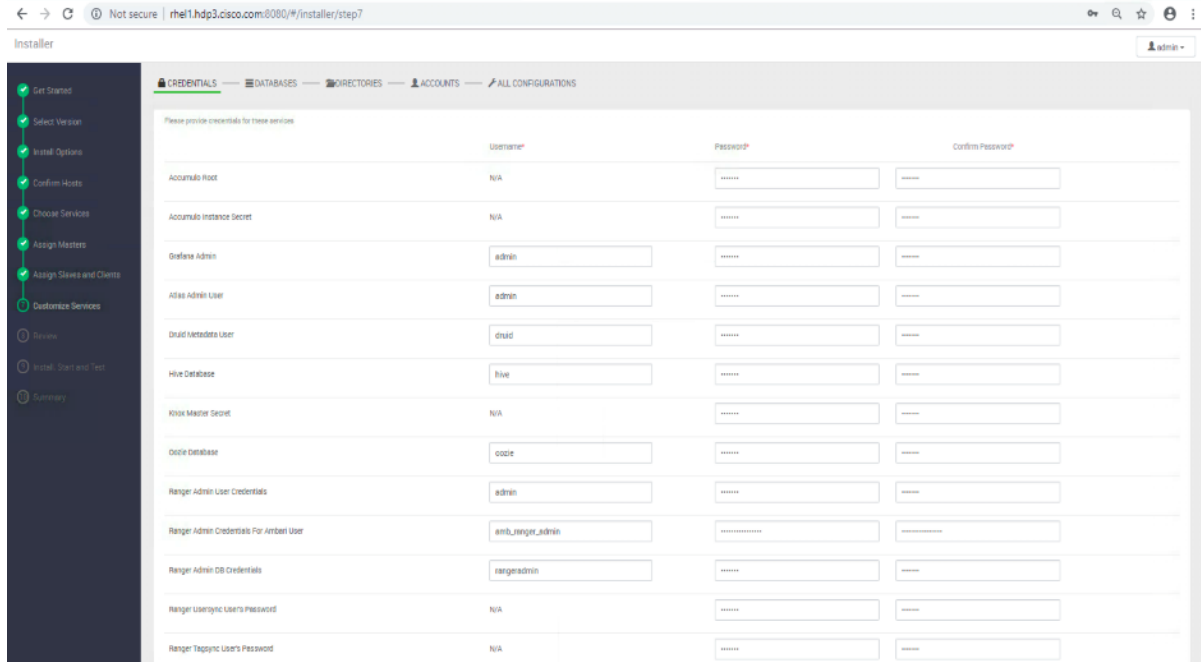 Not secure | rhel1.hdp3.cisco.com:8080/#/installer/step7
Installer
admin
Get Started
Select Version
Install Options
Confirm Hosts
Choose Services
Assign Masters
Assign Slaves and Clients
7 Customize Services
8 Review
9 Install, Start and Test
10 Summary
CREDENTIALS DATABASES DIRECTORIES ACCOUNTS ALL CONFIGURATIONS
Please provide credentials for these services
Username* Password* Confirm Password*
Accumulo Root N/A
Accumulo Instance Secret N/A
Grafana Admin admin
Atlas Admin User admin
Druid Metadata User druid
Hive Database hive
Knox Master Secret N/A
Oozie Database oozie
Ranger Admin User Credentials admin
Ranger Admin Credentials For Ambari User amb_ranger_admin
Ranger Admin DB Credentials rangeradmin
Ranger Usersync User's Password N/A
Ranger Tagsync User's Password N/A